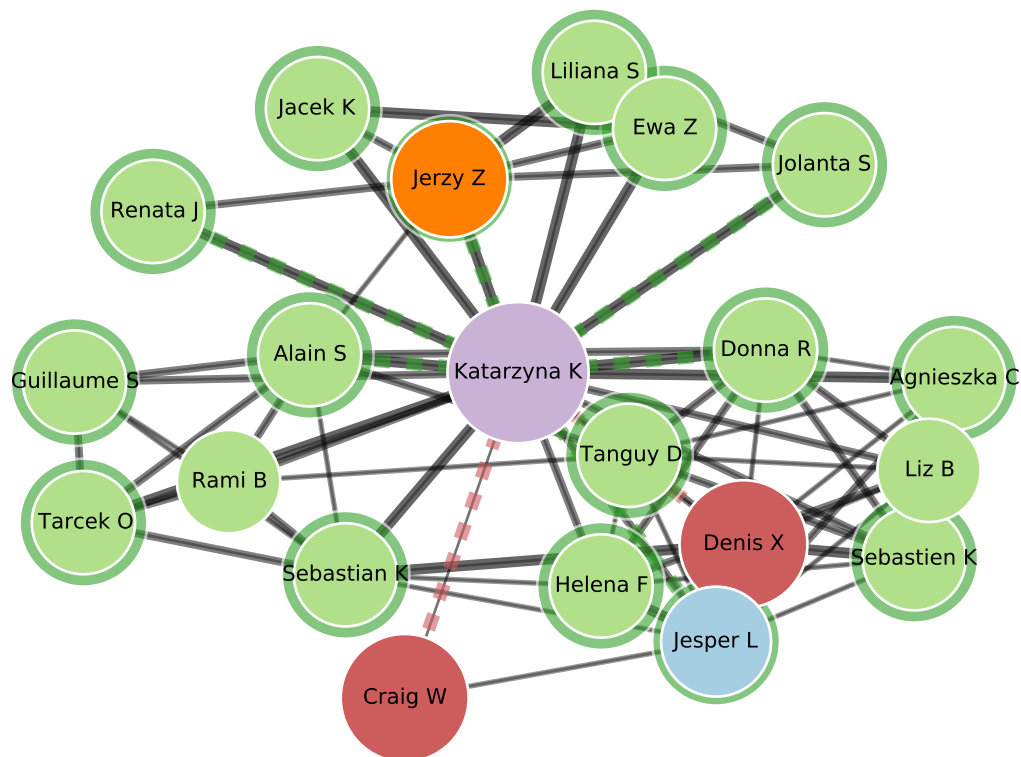 Liliana S
Jacek K
Ewa Z
Jolanta S
Jerzy Z
Renata J
Alain S
Donna R
Katarzyna K
Guillaume S
Agnieszka C
Tanguy D
Liz B
Rami B
Tarcek O
Denis X
Sebastien K
Sebastian K
Helena F
Jesper L
Craig W